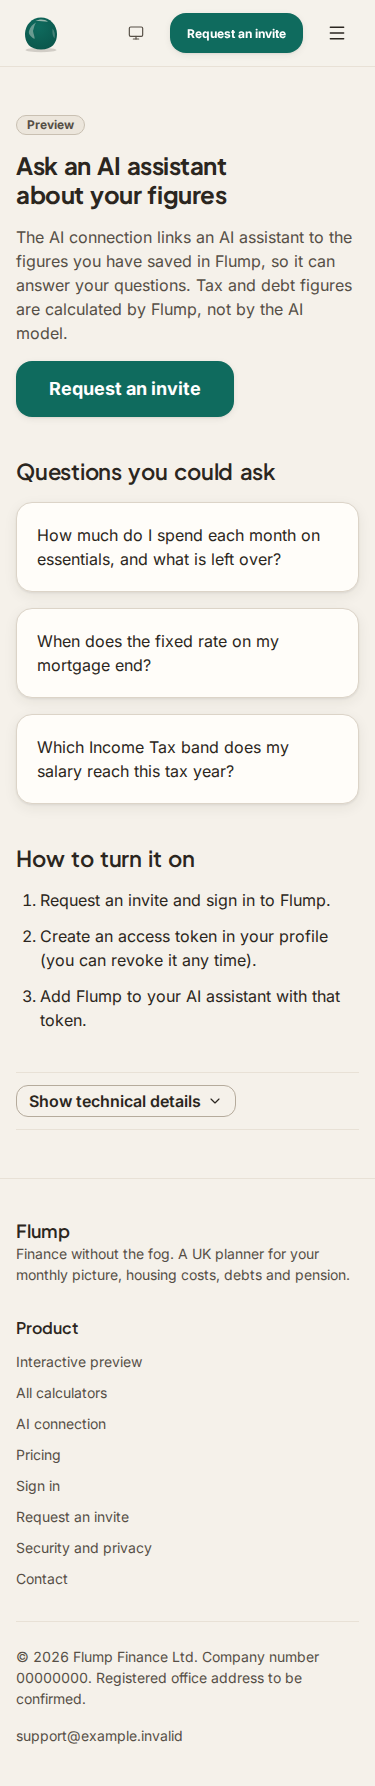 Request an invite
Preview
Ask an AI assistant
about your figures
The AI connection links an AI assistant to the
figures you have saved in Flump, so it can
answer your questions. Tax and debt figures
are calculated by Flump, not by the AI
model.
Request an invite
Questions you could ask
How much do I spend each month on
essentials, and what is left over?
When does the fixed rate on my
mortgage end?
Which Income Tax band does my
salary reach this tax year?
How to turn it on
1. Request an invite and sign in to Flump.
2. Create an access token in your profile
(you can revoke it any time).
3. Add Flump to your AI assistant with that
token.
Show technical details
Flump
Finance without the fog. A UK planner for your
monthly picture, housing costs, debts and pension.
Product
Interactive preview
All calculators
AI connection
Pricing
Sign in
Request an invite
Security and privacy
Contact
© 2026 Flump Finance Ltd. Company number
00000000. Registered office address to be
confirmed.
support@example.invalid